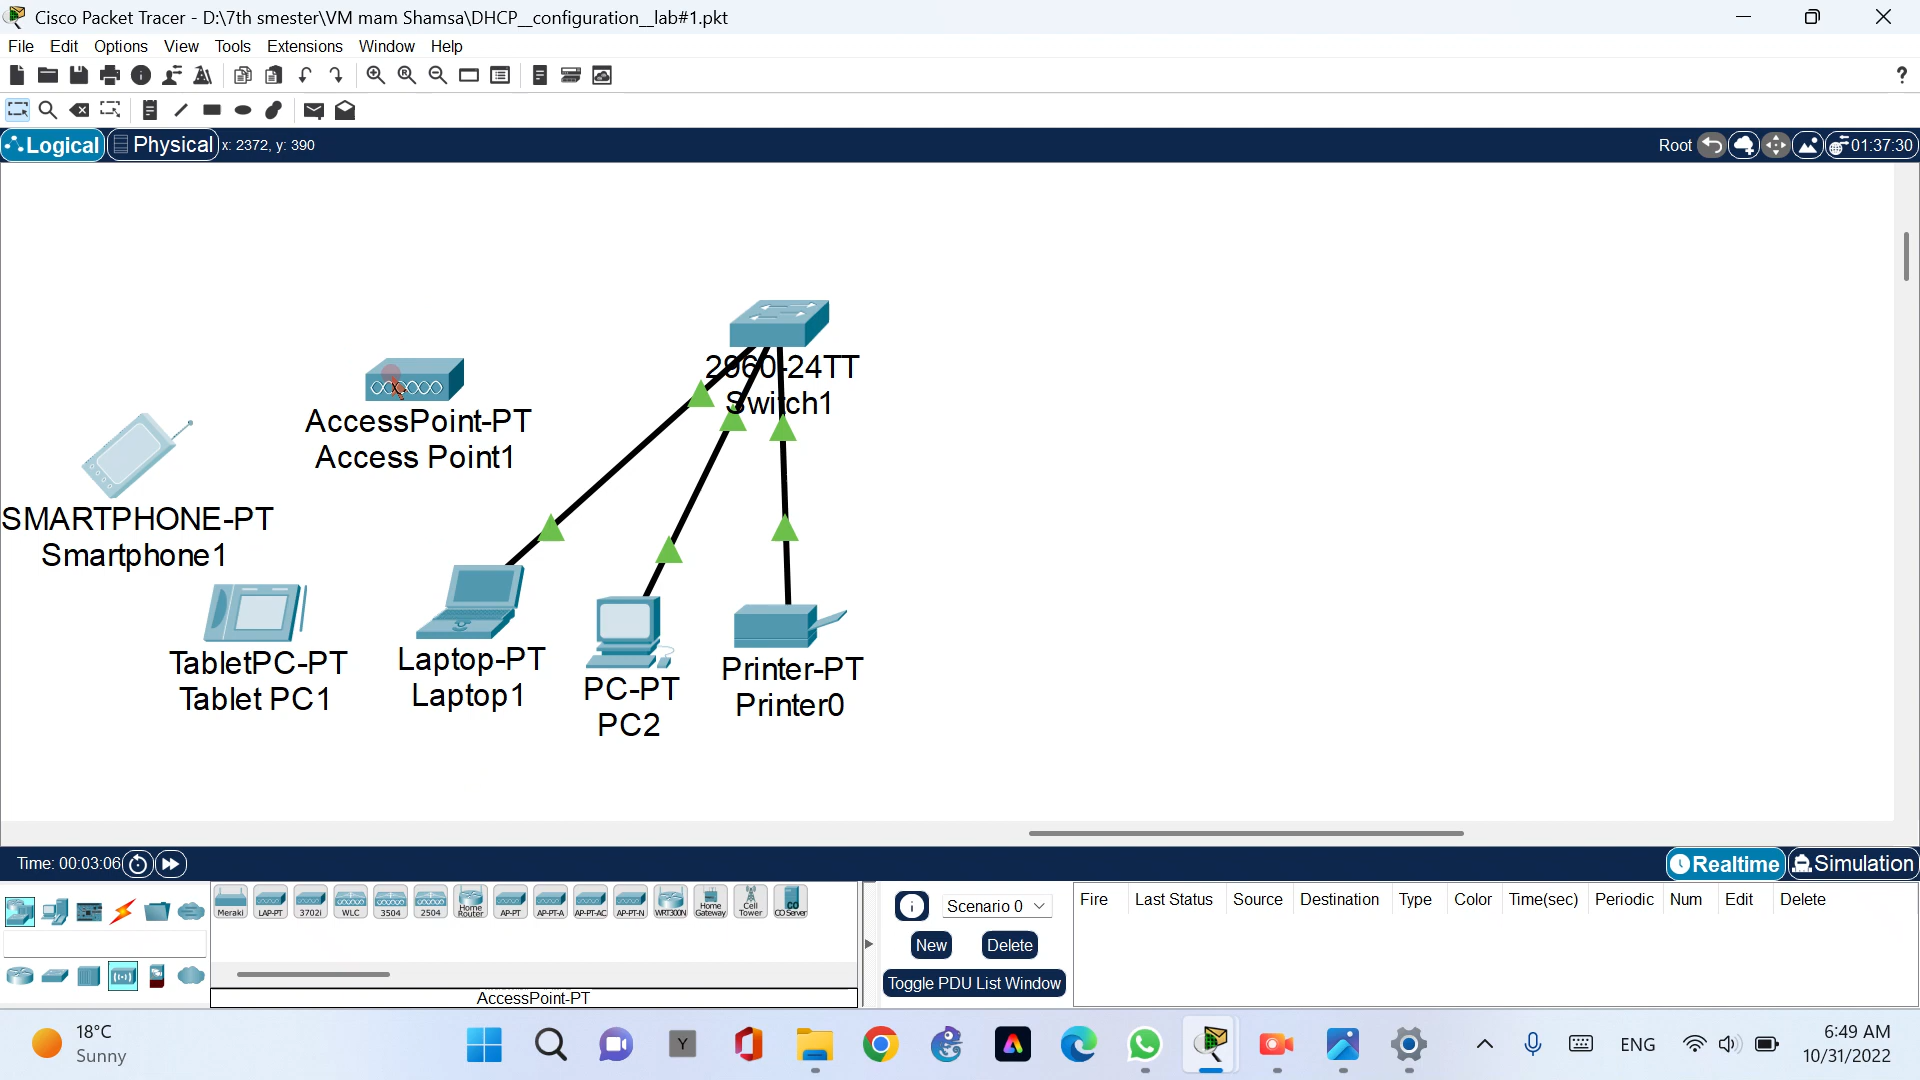 Cisco Packet Tracer - D:\7th smester\VM mam Shamsa\DHCP__configuration__lab#1.pkt
File Edit Options View Tools Extensions Window Help
?
Logical Physical x: 2372, y: 390 Root 01:37:30
2960-24TT
Switch1
AccessPoint-PT
Access Point1
SMARTPHONE-PT
Smartphone1
TabletPC-PT
Tablet PC1
Laptop-PT
Laptop1
PC-PT
PC2
Printer-PT
Printer0
Time: 00:03:06 Realtime Simulation
Meraki LAP-PT 3702i WLC 3504 2504 Home Router AP-PT AP-PT-A AP-PT-AC AP-PT-N WRT300N Home Gateway Cell Tower CO Server
AccessPoint-PT
Scenario 0
New Delete
Toggle PDU List Window
Fire Last Status Source Destination Type Color Time(sec) Periodic Num Edit Delete
18°C
Sunny
Y
ENG
6:49 AM
10/31/2022